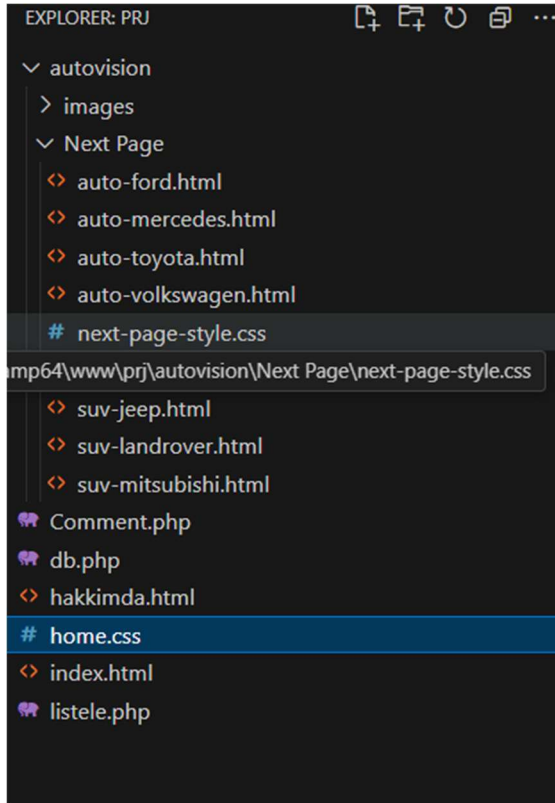 EXPLORER: PRJ
autovision
images
Next Page
auto-ford.html
auto-mercedes.html
auto-toyota.html
auto-volkswagen.html
next-page-style.css
amp64\www\prj\autovision\Next Page\next-page-style.css
suv-jeep.html
suv-landrover.html
suv-mitsubishi.html
Comment.php
db.php
hakkimda.html
home.css
index.html
listele.php